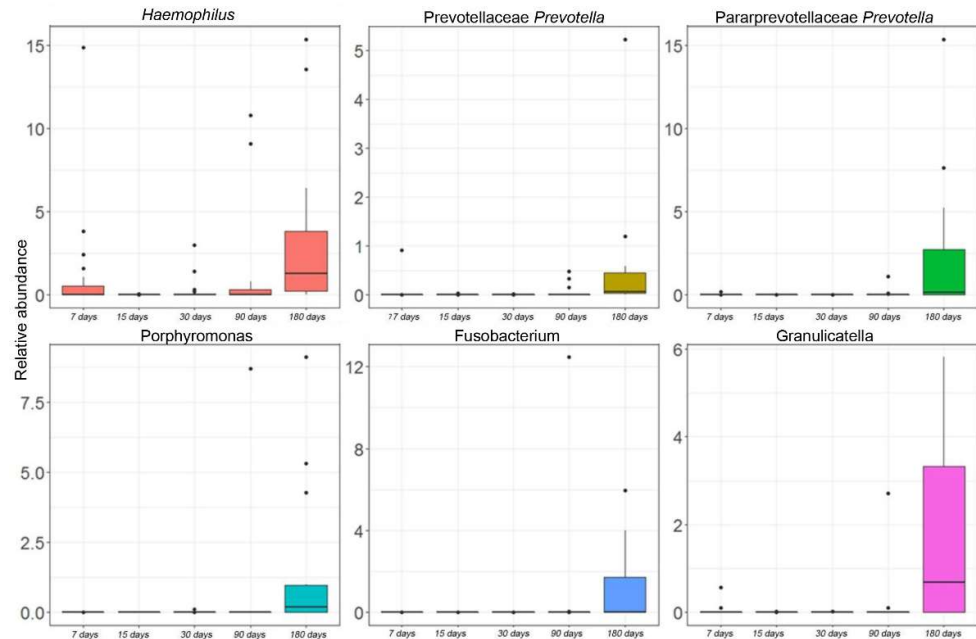 Haemophilus
Prevotellaceae Prevotella
Pararprevotellaceae Prevotella
Relative abundance
15
10
5
0
7 days 15 days 30 days 90 days 180 days
5
4
3
2
1
0
77 days 15 days 30 days 90 days 180 days
15
10
5
0
7 days 15 days 30 days 90 days 180 days
Porphyromonas
Fusobacterium
Granulicatella
7.5
5.0
2.5
0.0
7 days 15 days 30 days 90 days 180 days
12
8
4
0
7 days 15 days 30 days 90 days 180 days
6
4
2
0
7 days 15 days 30 days 90 days 180 days